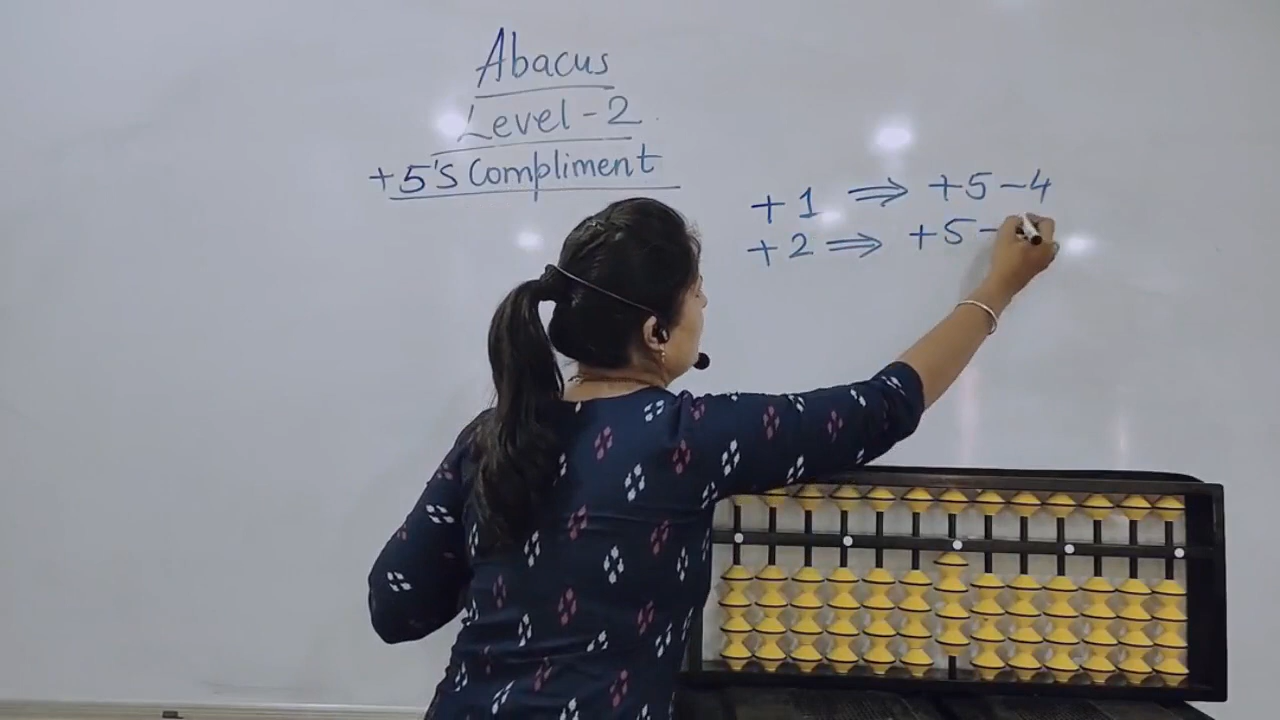 Abacus
Level-2
+5's Compliment
+1 ⇒ +5-4
+2 ⇒ +5-